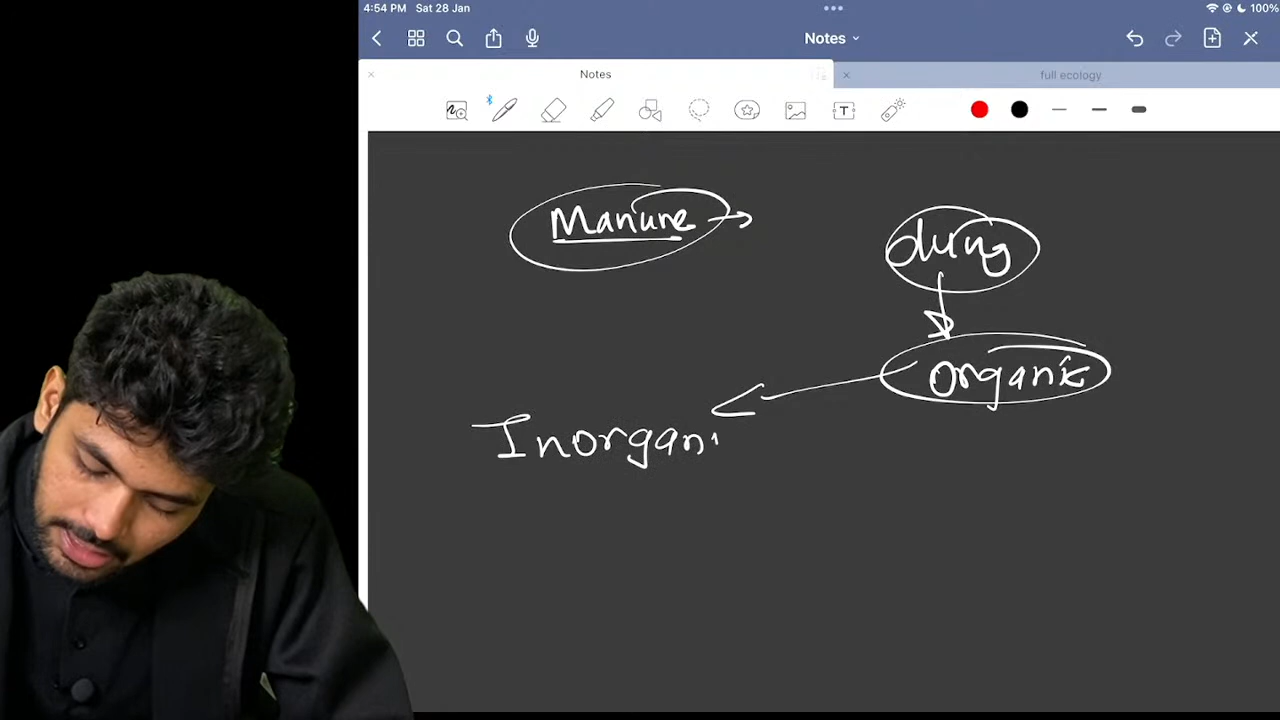 4:54 PM Sat 28 Jan 100%
Notes
Notes full ecology
T
Manure
dung
organic
Inorgani